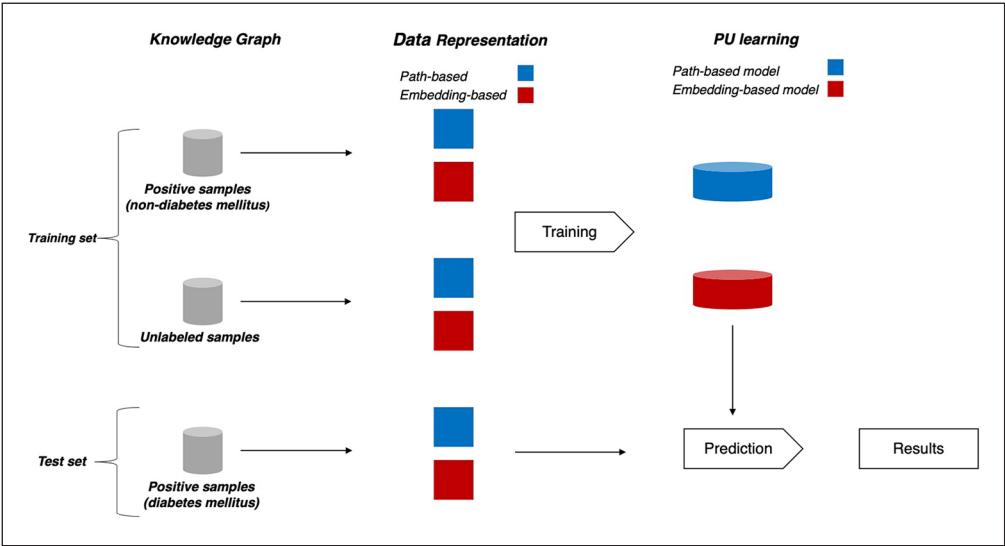 Knowledge Graph
Data Representation
PU learning
Path-based
Embedding-based
Path-based model
Embedding-based model
Positive samples
(non-diabetes mellitus)
Training set
Training
Unlabeled samples
Test set
Positive samples
(diabetes mellitus)
Prediction
Results